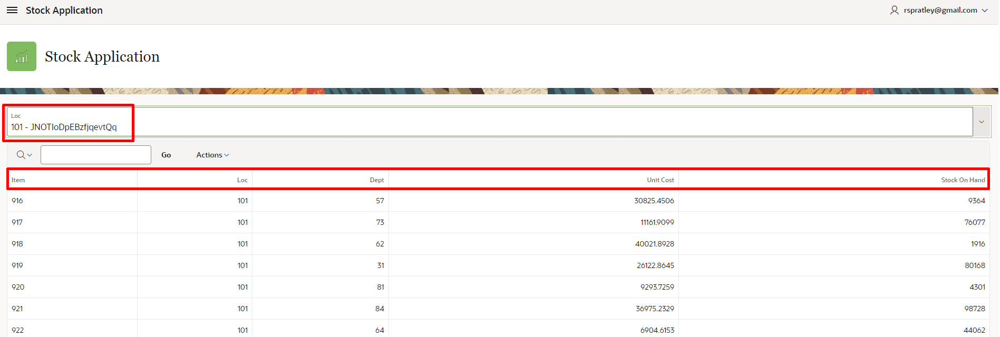 Stock Application
rspratley@gmail.com
Stock Application
Loc
101 - JNOTIoDpEBzfjqevtQq
Go Actions
Item Loc Dept Unit Cost Stock On Hand
916 101 57 30825.4506 9364
917 101 73 11161.9099 76077
918 101 62 40021.8928 1916
919 101 31 26122.8645 80168
920 101 81 9293.7259 4301
921 101 84 36975.2329 98728
922 101 64 6904.6153 44062